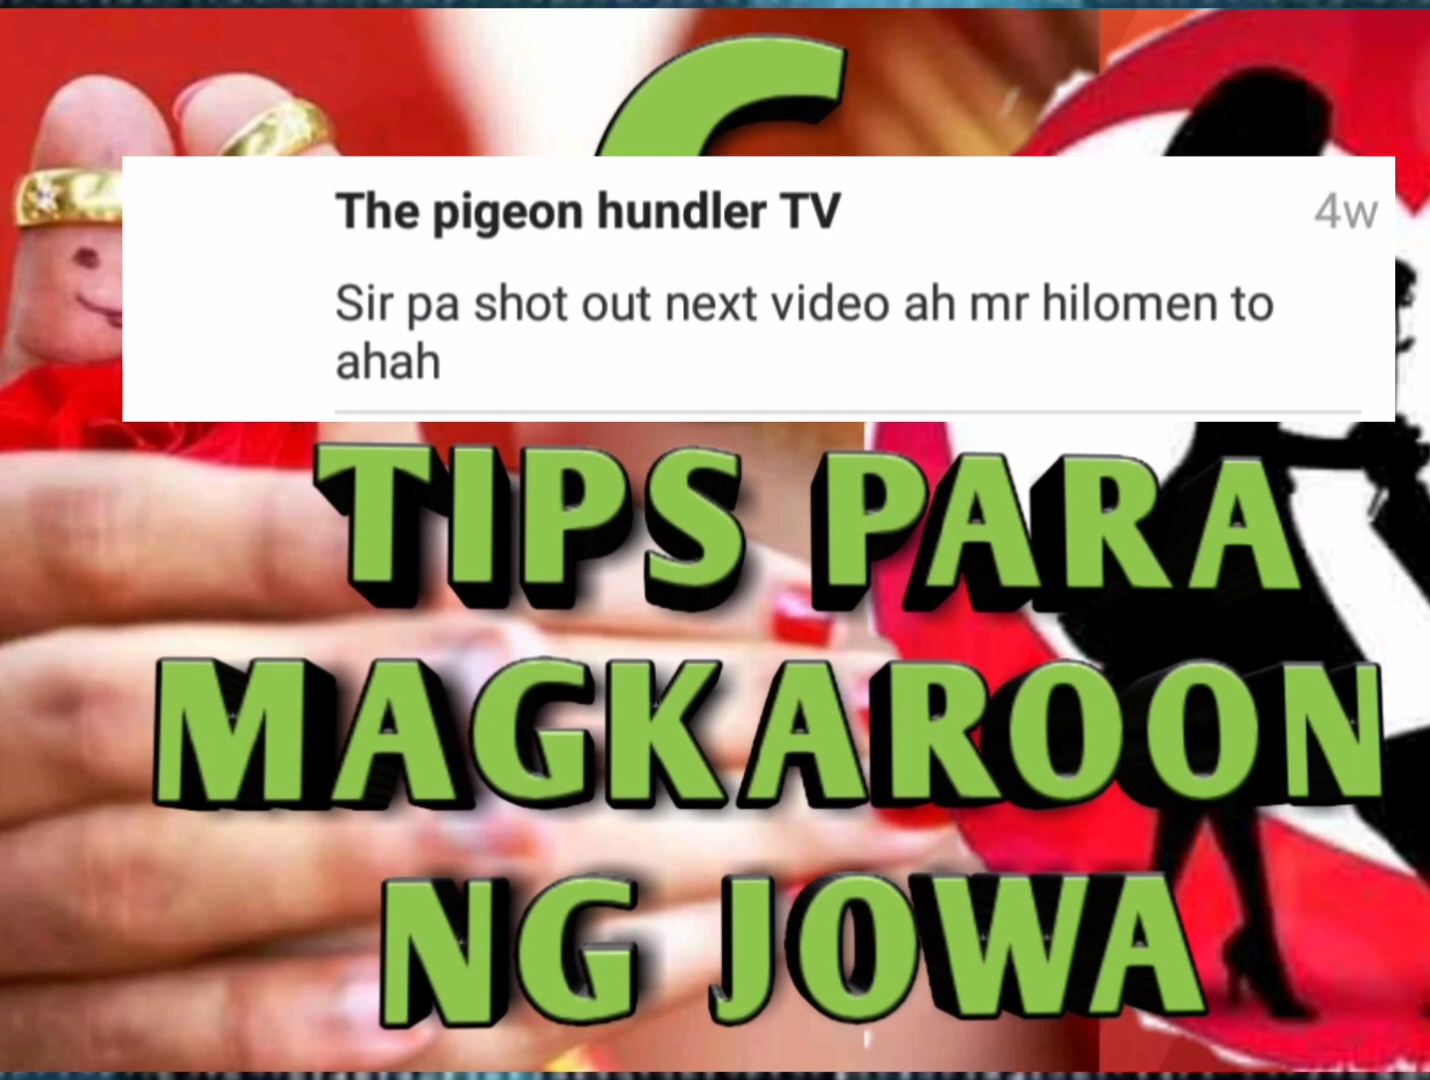 The pigeon hundler TV 4w
Sir pa shot out next video ah mr hilomen to
ahah
TIPS PARA
MAGKAROON
NG JOWA